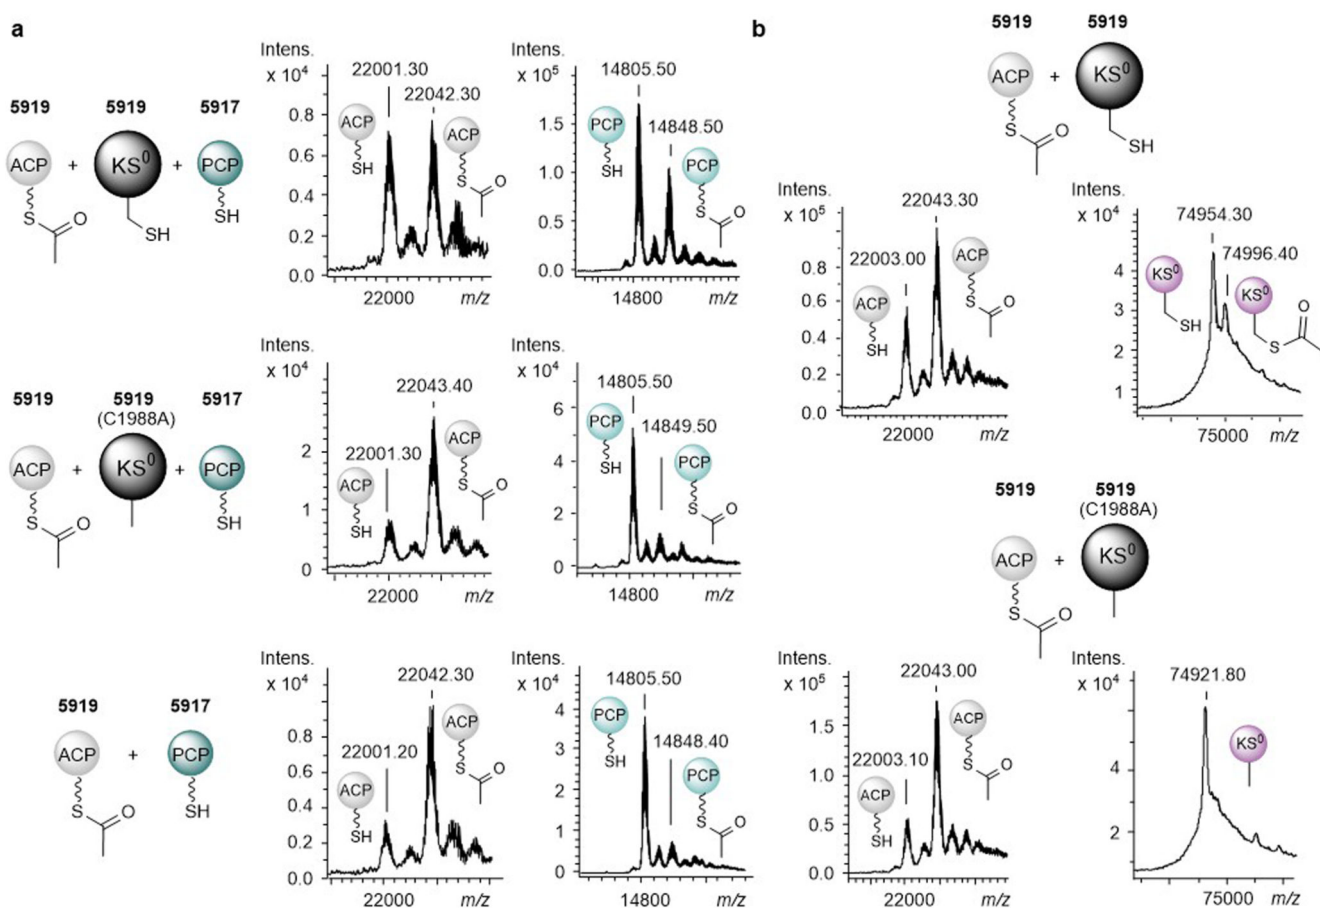 a
5919 5919 5917
ACP + KS0 + PCP
S O SH SH
Intens.
x 10^4
22001.30
22042.30
ACP SH
ACP S O
0.8
0.6
0.4
0.2
0.0
22000 m/z
Intens.
x 10^5
14805.50
14848.50
PCP SH
PCP S O
1.5
1.0
0.5
0.0
14800 m/z
5919 5919 5917
(C1988A)
ACP + KS0 + PCP
S O SH
Intens.
x 10^4
22043.40
22001.30
ACP SH
ACP S O
2
1
0
22000 m/z
Intens.
x 10^4
14805.50
14849.50
PCP SH
PCP S O
6
4
2
0
14800 m/z
5919 5917
ACP + PCP
S O SH
Intens.
x 10^4
22042.30
22001.20
ACP SH
ACP S O
0.8
0.6
0.4
0.2
0.0
22000 m/z
Intens.
x 10^4
14805.50
14848.40
PCP SH
PCP S O
4
3
2
1
0
14800 m/z
b
5919 5919
ACP + KS0
S O SH
Intens.
x 10^5
22043.30
22003.00
ACP SH
ACP S O
0.8
0.6
0.4
0.2
0.0
22000 m/z
Intens.
x 10^4
74954.30
74996.40
KS0 SH
KS0 S O
4
3
2
1
75000 m/z
5919 5919
(C1988A)
ACP + KS0
S O
Intens.
x 10^5
22043.00
22003.10
ACP SH
ACP S O
1.5
1.0
0.5
0.0
22000 m/z
Intens.
x 10^4
74921.80
KS0
4
2
75000 m/z